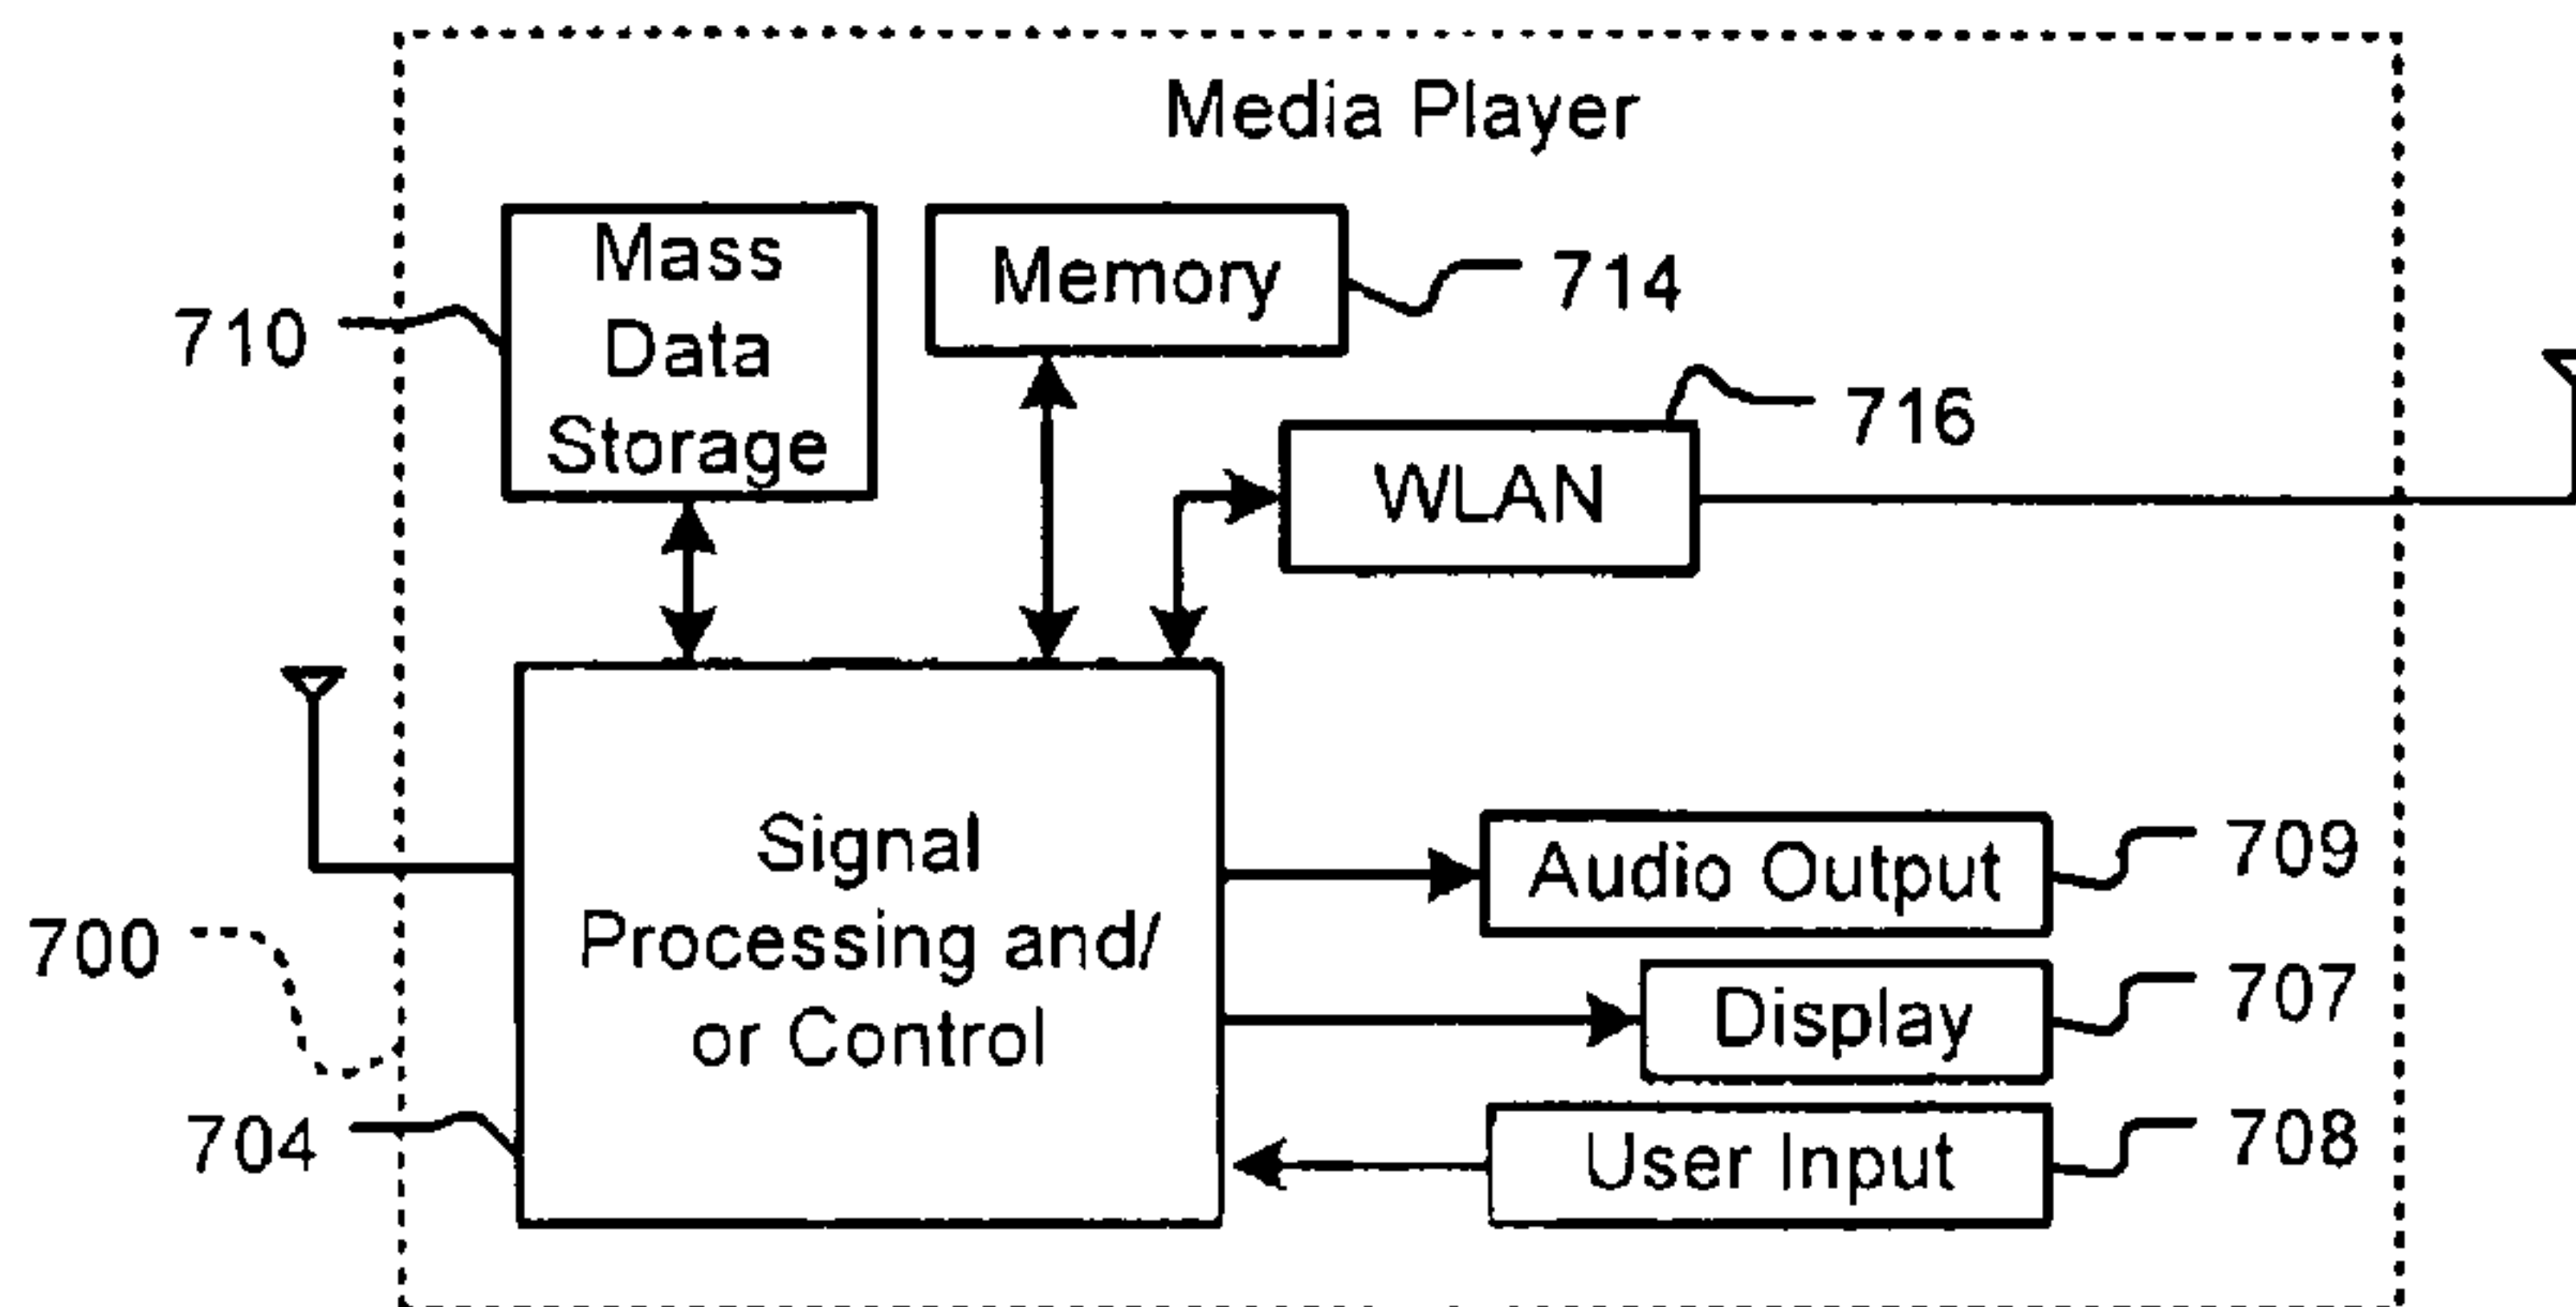 Media Player
Mass
Data
Storage
710
Memory
714
716
WLAN
Signal
Processing and/
or Control
700
704
Audio Output
709
Display
707
User Input
708